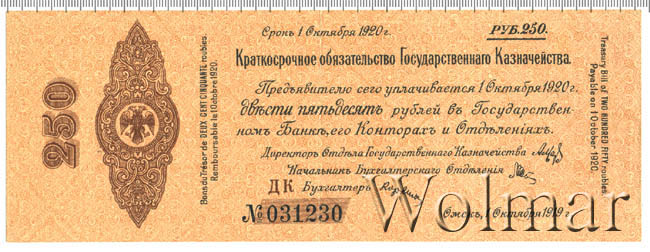 Срокъ 1 Октября 1920 г.
РУБ. 250.
Краткосрочное обязательство Государственнаго Казначейства.
Предъявителю сего уплачивается 1 Октября 1920 г.
двѣсти пятьдесятъ рублей въ Государствен-
номъ Банкѣ, его Конторахъ и Отдѣленіяхъ.
Директоръ Отдѣла Государственнаго Казначейства
Начальникъ Бухгалтерскаго Отдѣленія
ДК Бухгалтеръ
№ 031230
Омскъ, 1 Октября 1919 г.
250
Bons du Trésor de DEUX CENT CINQUANTE roubles.
Remboursable le 1 octobre 1920.
Treasury Bill of TWO HUNDRED FIFTY roubles.
Payable on 1 October 1920.
Wolmar